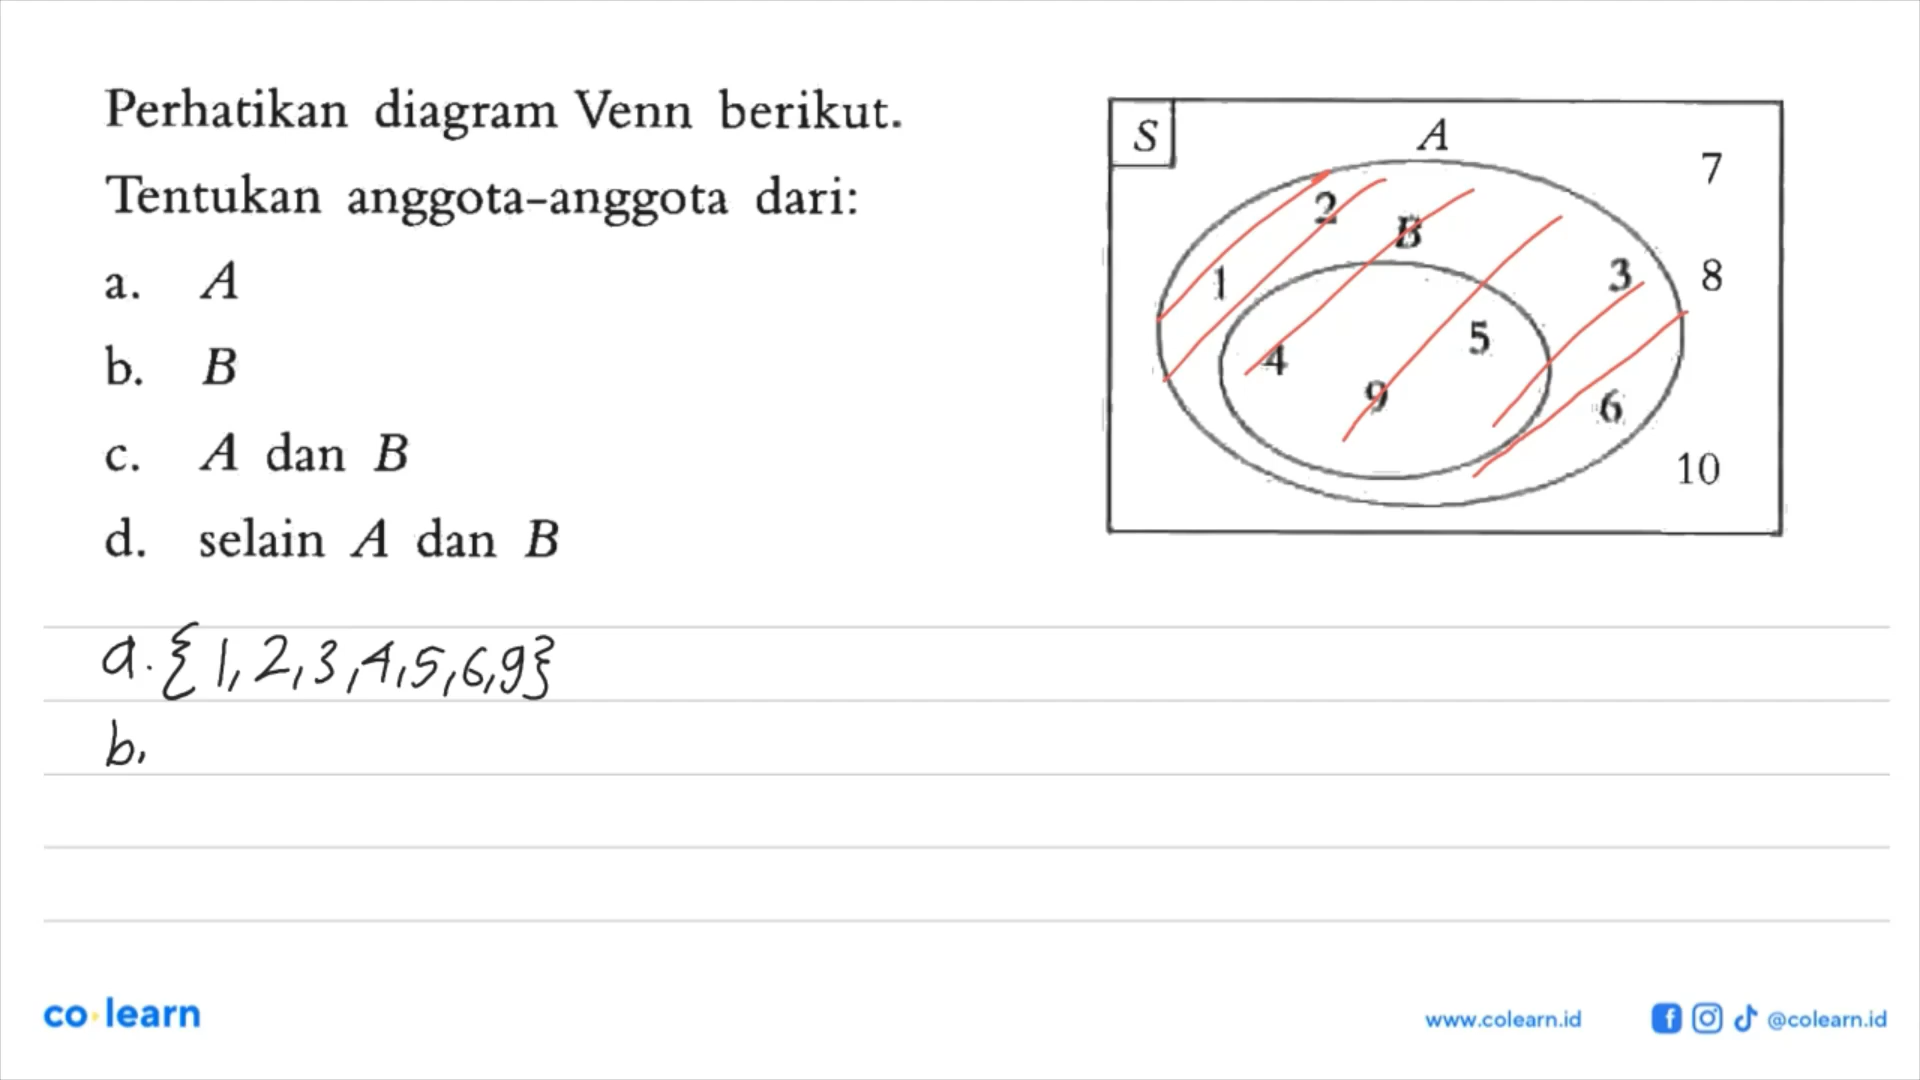 Perhatikan diagram Venn berikut.
Tentukan anggota-anggota dari:
a. A
b. B
c. A dan B
d. selain A dan B
S
A
7
2
B
1
3
8
5
4
9
6
10
a. {1,2,3,4,5,6,9}
b.
co·learn
www.colearn.id
@colearn.id